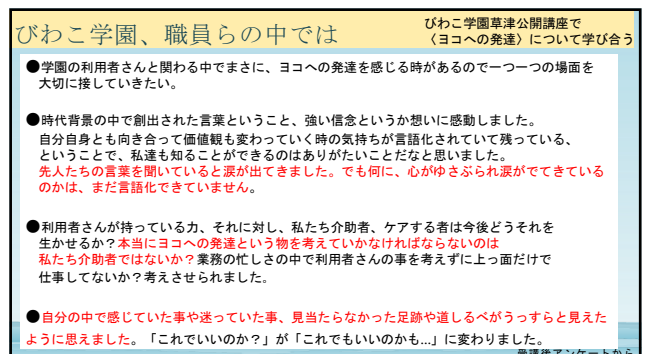 びわこ学園、職員らの中では
びわこ学園草津公開講座で
〈ヨコへの発達〉について学び合う
●学園の利用者さんと関わる中でまさに、ヨコへの発達を感じる時があるので一つ一つの場面を
大切に接していきたい。
●時代背景の中で創出された言葉ということ、強い信念というか想いに感動しました。
自分自身とも向き合って価値観も変わっていく時の気持ちが言語化されていて残っている、
ということで、私達も知ることができるのはありがたいことだなと思いました。
先人たちの言葉を聞いていると涙が出てきました。でも何に、心がゆさぶられ涙がでてきている
のかは、まだ言語化できていません。
●利用者さんが持っている力、それに対し、私たち介助者、ケアする者は今後どうそれを
生かせるか？本当にヨコへの発達という物を考えていかなければならないのは
私たち介助者ではないか？業務の忙しさの中で利用者さんの事を考えずに上っ面だけで
仕事してないか？考えさせられました。
●自分の中で感じていた事や迷っていた事、見当たらなかった足跡や道しるべがうっすらと見えた
ように思えました。「これでいいのか？」が「これでもいいのかも…」に変わりました。
受講後アンケートから